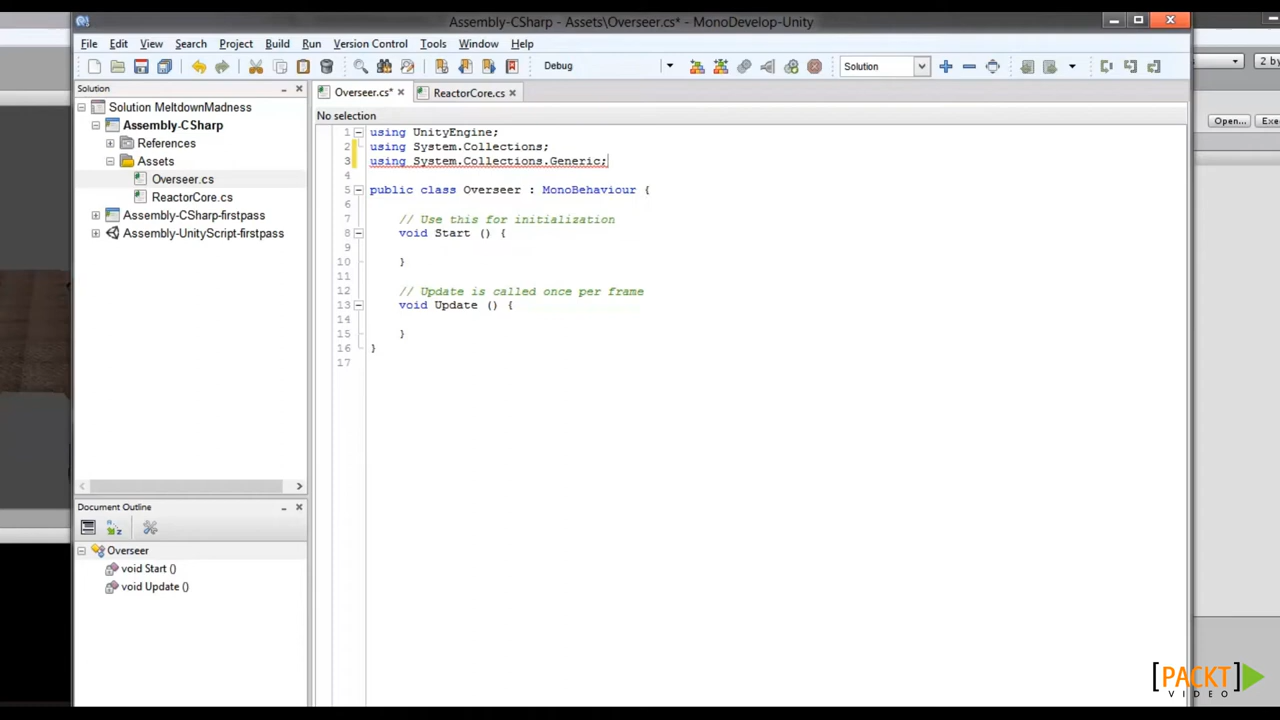 Assembly-CSharp - Assets\Overseer.cs* - MonoDevelop-Unity
File Edit View Search Project Build Run Version Control Tools Window Help
Debug Solution
Solution
Solution MeltdownMadness
Assembly-CSharp
References
Assets
Overseer.cs
ReactorCore.cs
Assembly-CSharp-firstpass
Assembly-UnityScript-firstpass
Document Outline
Overseer
void Start ()
void Update ()
Overseer.cs* ReactorCore.cs
No selection
1 using UnityEngine;
2 using System.Collections;
3 using System.Collections.Generic;
4
5 public class Overseer : MonoBehaviour {
6
7 // Use this for initialization
8 void Start () {
9
10 }
11
12 // Update is called once per frame
13 void Update () {
14
15 }
16 }
17
2 by
Open... Exe
[PACKT]
VIDEO